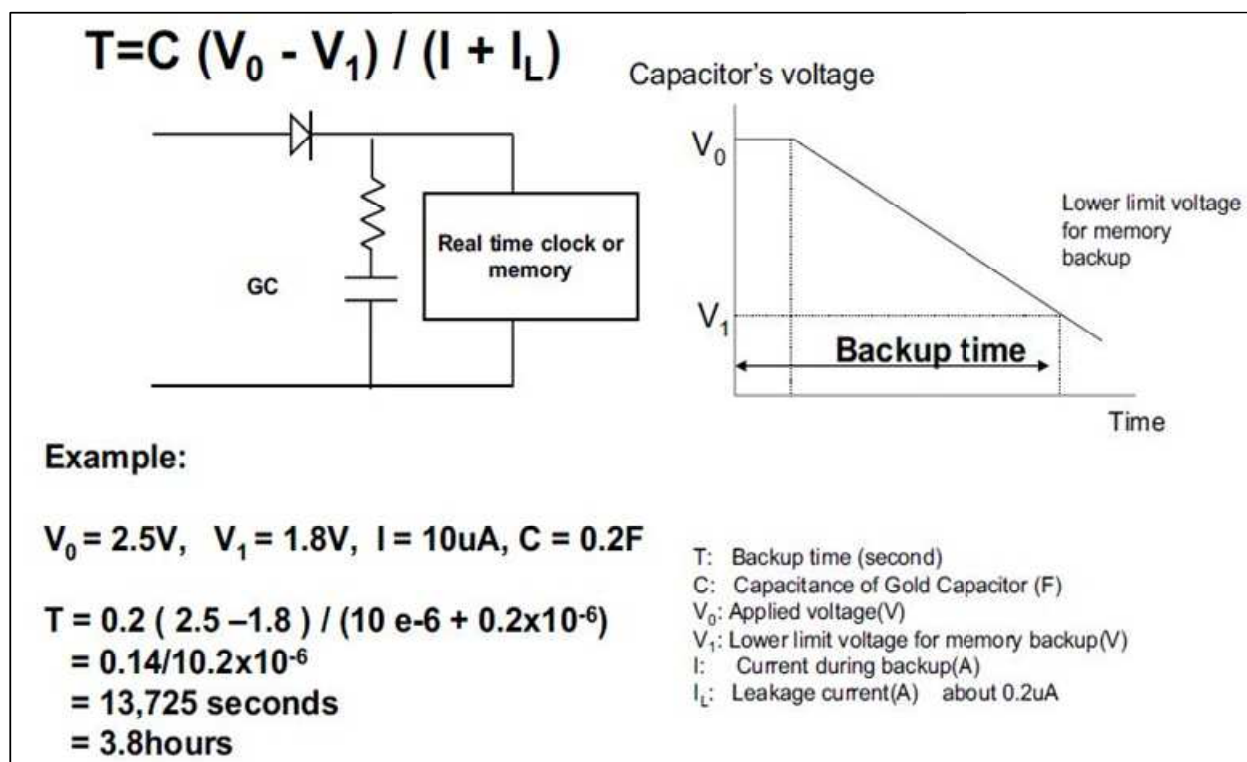 T=C (V₀ - V₁) / (I + I_L)
Capacitor's voltage
V₀
Lower limit voltage
for memory
backup
Real time clock or
memory
GC
V₁
Backup time
Time
Example:
V₀ = 2.5V, V₁ = 1.8V, I = 10uA, C = 0.2F
T = 0.2 ( 2.5 –1.8 ) / (10 e-6 + 0.2x10⁻⁶)
= 0.14/10.2x10⁻⁶
= 13,725 seconds
= 3.8hours
T: Backup time (second)
C: Capacitance of Gold Capacitor (F)
V₀: Applied voltage(V)
V₁: Lower limit voltage for memory backup(V)
I: Current during backup(A)
I_L: Leakage current(A) about 0.2uA